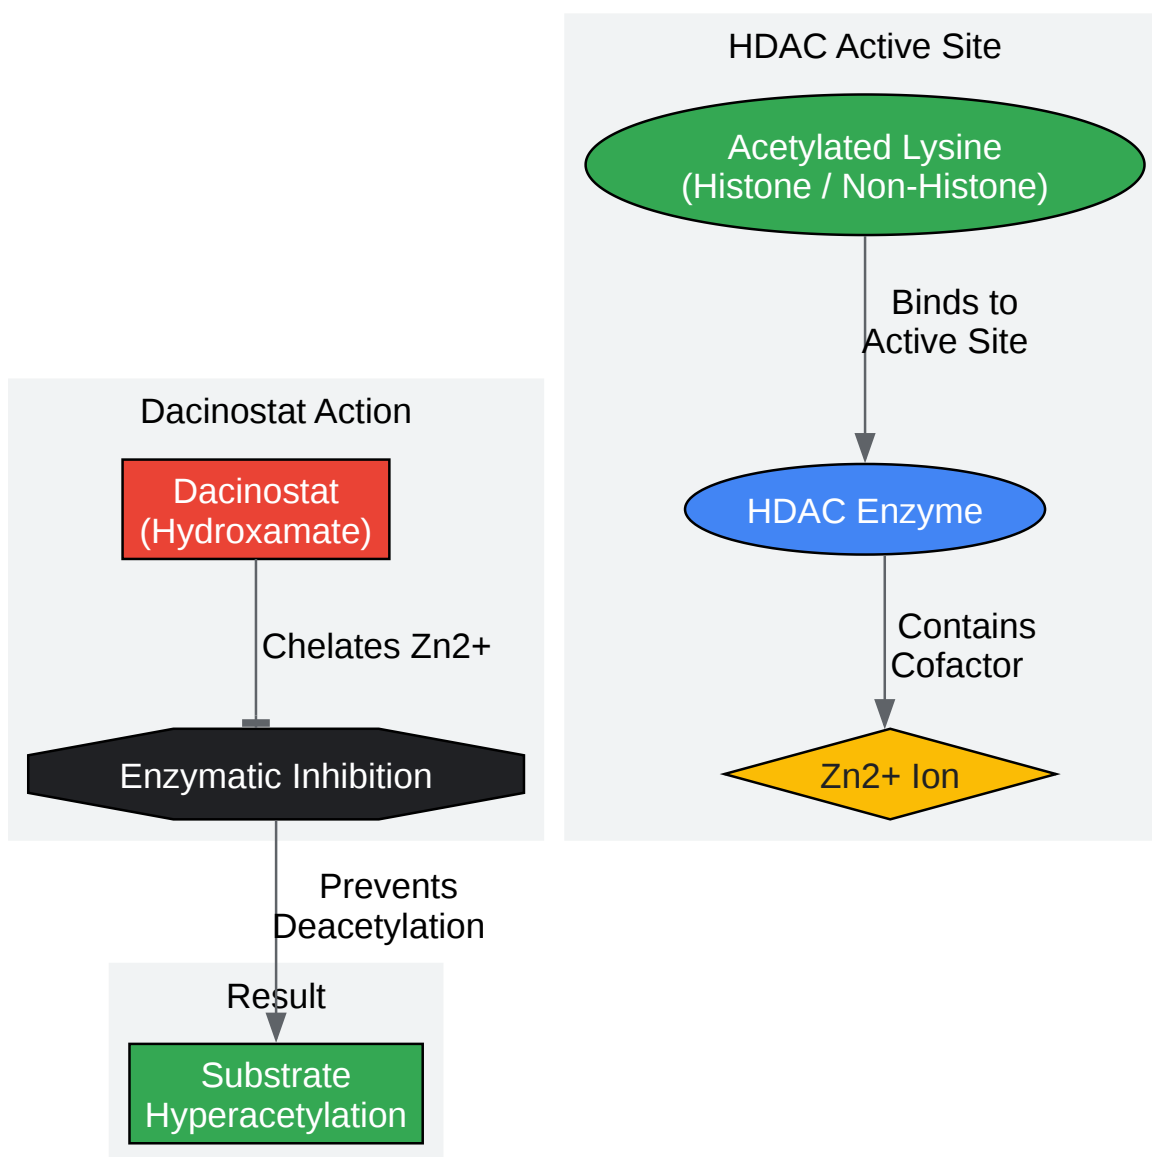 HDAC Active Site
Acetylated Lysine
(Histone / Non-Histone)
Binds to
Active Site
HDAC Enzyme
Contains
Cofactor
Zn2+ Ion
Dacinostat Action
Dacinostat
(Hydroxamate)
Chelates Zn2+
Enzymatic Inhibition
Prevents
Deacetylation
Result
Substrate
Hyperacetylation